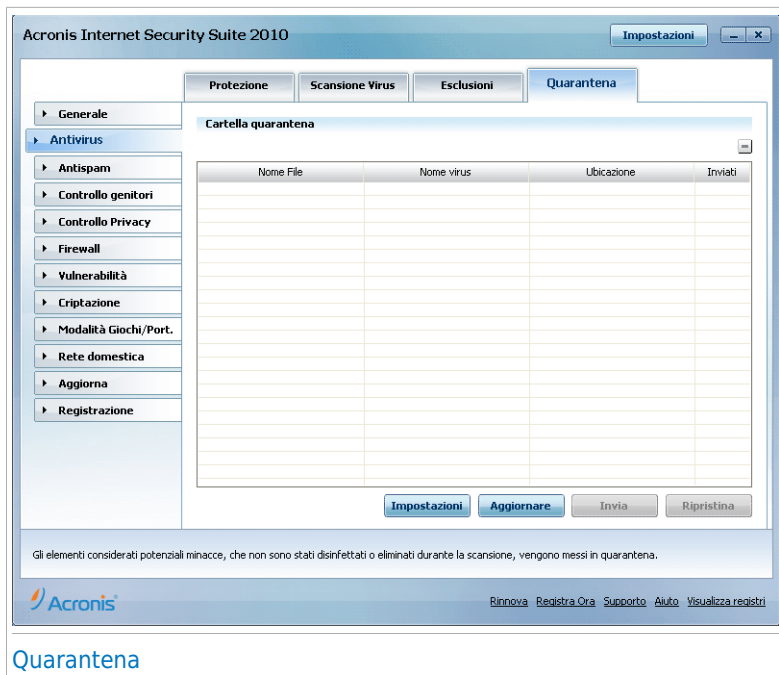 Acronis Internet Security Suite 2010
Impostazioni
Protezione
Scansione Virus
Esclusioni
Quarantena
Generale
Antivirus
Antispam
Controllo genitori
Controllo Privacy
Firewall
Vulnerabilità
Criptazione
Modalità Giochi/Port.
Rete domestica
Aggiorna
Registrazione
Cartella quarantena
Nome File Nome virus Ubicazione Inviati
Impostazioni Aggiornare Invia Ripristina
Gli elementi considerati potenziali minacce, che non sono stati disinfettati o eliminati durante la scansione, vengono messi in quarantena.
Acronis
Rinnova Registra Ora Supporto Aiuto Visualizza registri
Quarantena